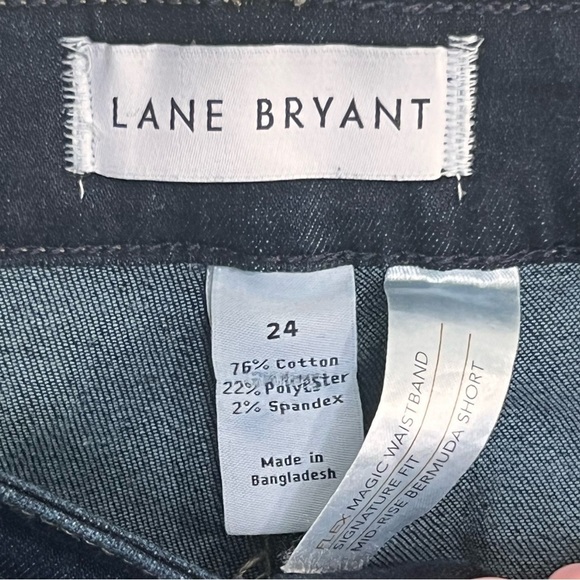 LANE BRYANT
24
76% Cotton
22% Polyester
2% Spandex
Made in
Bangladesh
FLEX MAGIC WAISTBAND
SIGNATURE FIT
MID-RISE BERMUDA SHORT